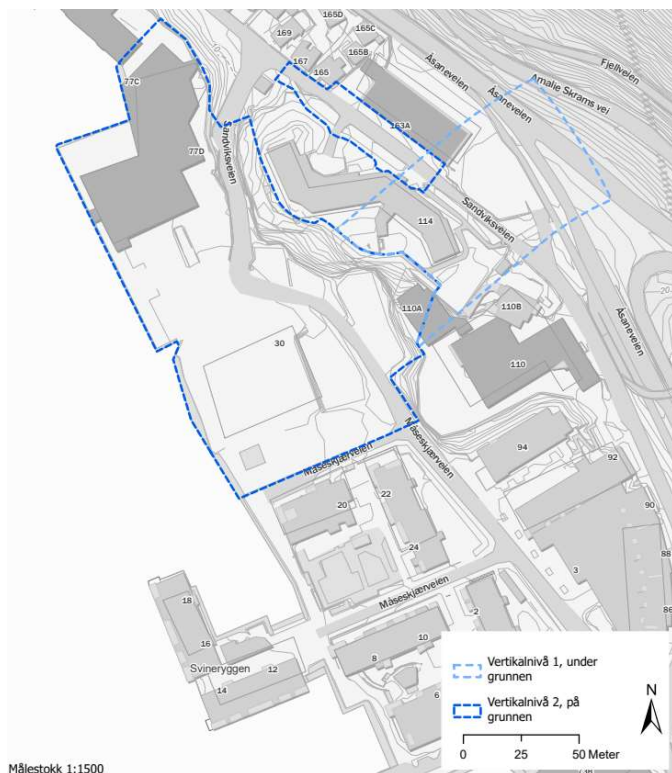 165D
169
165C
165B
167
165
Fjellveien
Åsaneveien
Amalie Skrams vei
Åsaneveien
77C
163A
77D
Sandviksveien
114
Sandviksveien
110A
110B
Åsaneveien
20
30
110
Måseskjærveien
94
92
Måseskjærveien
22
20
90
24
88
3
86
Måseskjærveien
18
2
16
10
Svineryggen
12
8
14
6
Vertikalnivå 1, under
grunnen
Vertikalnivå 2, på
grunnen
N
0 25 50 Meter
Målestokk 1:1500